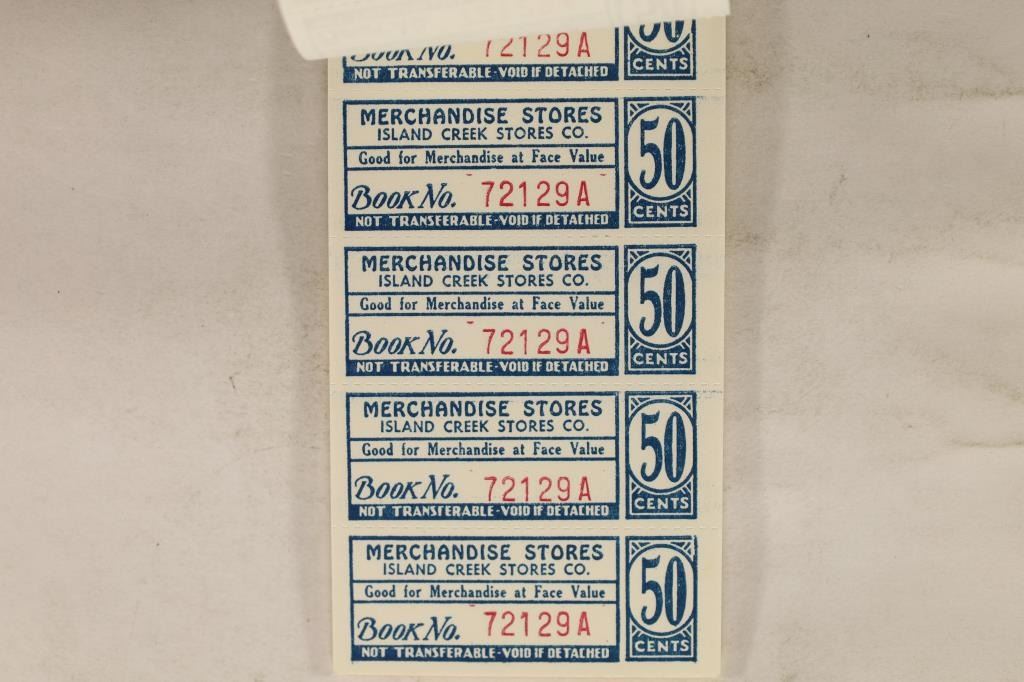 Book No. 72129A
50
NOT TRANSFERABLE-VOID IF DETACHED
CENTS
MERCHANDISE STORES
ISLAND CREEK STORES CO.
Good for Merchandise at Face Value
Book No. 72129A
NOT TRANSFERABLE-VOID IF DETACHED
50
CENTS
MERCHANDISE STORES
ISLAND CREEK STORES CO.
Good for Merchandise at Face Value
Book No. 72129A
NOT TRANSFERABLE-VOID IF DETACHED
50
CENTS
MERCHANDISE STORES
ISLAND CREEK STORES CO.
Good for Merchandise at Face Value
Book No. 72129A
NOT TRANSFERABLE-VOID IF DETACHED
50
CENTS
MERCHANDISE STORES
ISLAND CREEK STORES CO.
Good for Merchandise at Face Value
Book No. 72129A
NOT TRANSFERABLE-VOID IF DETACHED
50
CENTS